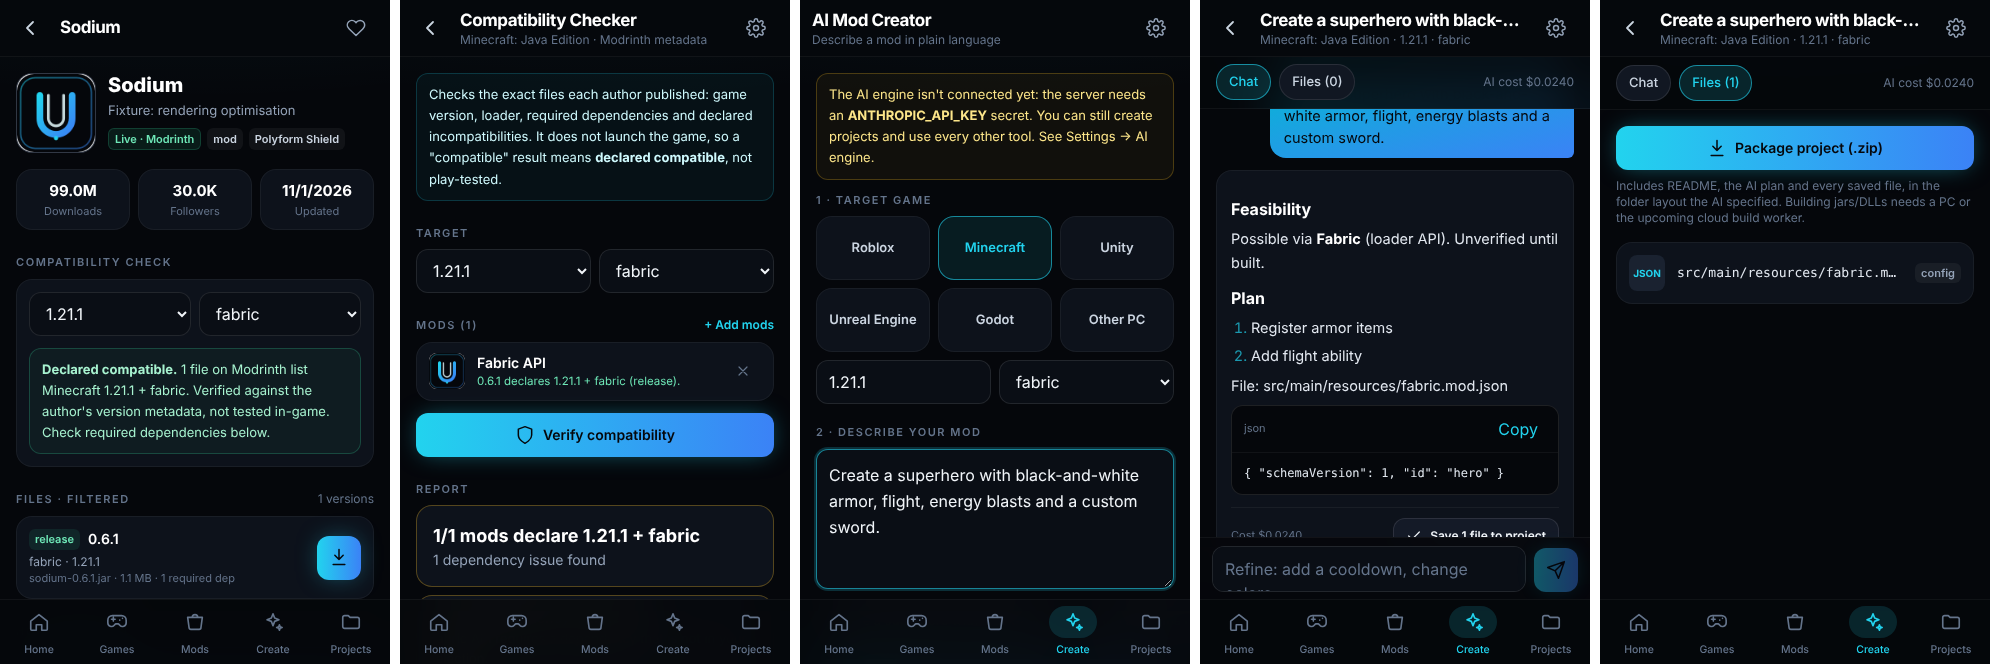 Sodium
Sodium
Fixture: rendering optimisation
Live · Modrinth
mod
Polyform Shield
99.0M
Downloads
30.0K
Followers
11/1/2026
Updated
COMPATIBILITY CHECK
1.21.1
fabric
Declared compatible. 1 file on Modrinth list
Minecraft 1.21.1 + fabric. Verified against the
author's version metadata, not tested in-game.
Check required dependencies below.
FILES · FILTERED
1 versions
release 0.6.1
fabric · 1.21.1
sodium-0.6.1.jar · 1.1 MB · 1 required dep
Home
Games
Mods
Create
Projects
Compatibility Checker
Minecraft: Java Edition · Modrinth metadata
Checks the exact files each author published: game
version, loader, required dependencies and declared
incompatibilities. It does not launch the game, so a
"compatible" result means declared compatible, not
play-tested.
TARGET
1.21.1
fabric
MODS (1)
+ Add mods
Fabric API
0.6.1 declares 1.21.1 + fabric (release).
Verify compatibility
REPORT
1/1 mods declare 1.21.1 + fabric
1 dependency issue found
Home
Games
Mods
Create
Projects
AI Mod Creator
Describe a mod in plain language
The AI engine isn't connected yet: the server needs
an ANTHROPIC_API_KEY secret. You can still create
projects and use every other tool. See Settings → AI
engine.
1 · TARGET GAME
Roblox
Minecraft
Unity
Unreal Engine
Godot
Other PC
1.21.1
fabric
2 · DESCRIBE YOUR MOD
Create a superhero with black-and-white
armor, flight, energy blasts and a custom
sword.
Home
Games
Mods
Create
Projects
Create a superhero with black-...
Minecraft: Java Edition · 1.21.1 · fabric
Chat
Files (0)
AI cost $0.0240
white armor, flight, energy blasts and a
custom sword.
Feasibility
Possible via Fabric (loader API). Unverified until
built.
Plan
1. Register armor items
2. Add flight ability
File: src/main/resources/fabric.mod.json
json
Copy
{ "schemaVersion": 1, "id": "hero" }
Cost $0.0240
Save 1 file to project
Refine: add a cooldown, change
colors
Home
Games
Mods
Create
Projects
Create a superhero with black-...
Minecraft: Java Edition · 1.21.1 · fabric
Chat
Files (1)
AI cost $0.0240
Package project (.zip)
Includes README, the AI plan and every saved file, in the
folder layout the AI specified. Building jars/DLLs needs a PC or
the upcoming cloud build worker.
JSON
src/main/resources/fabric.m...
config
Home
Games
Mods
Create
Projects